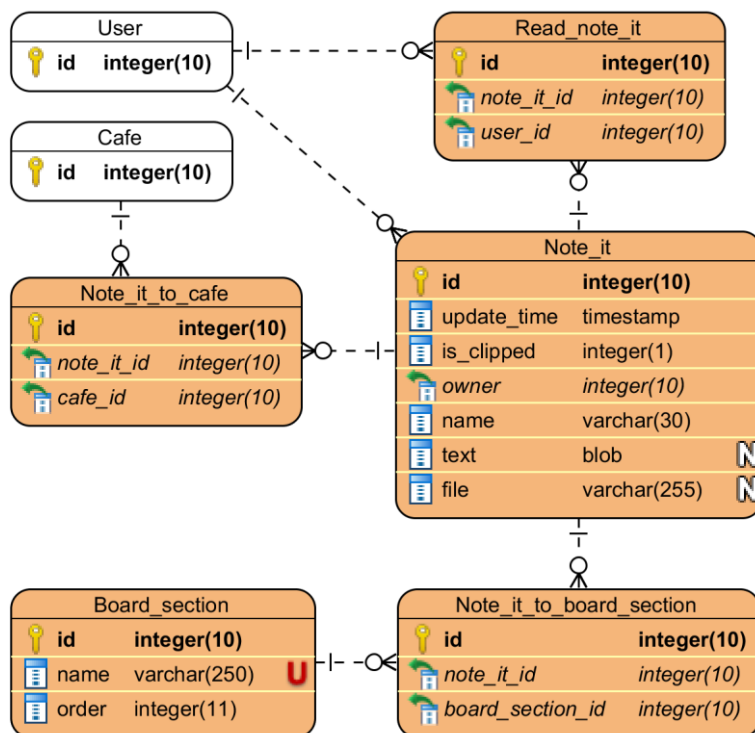 User
id integer(10)
Read_note_it
id integer(10)
note_it_id integer(10)
user_id integer(10)
Cafe
id integer(10)
Note_it_to_cafe
id integer(10)
note_it_id integer(10)
cafe_id integer(10)
Note_it
id integer(10)
update_time timestamp
is_clipped integer(1)
owner integer(10)
name varchar(30)
text blob N
file varchar(255) N
Board_section
id integer(10)
name varchar(250) U
order integer(11)
Note_it_to_board_section
id integer(10)
note_it_id integer(10)
board_section_id integer(10)